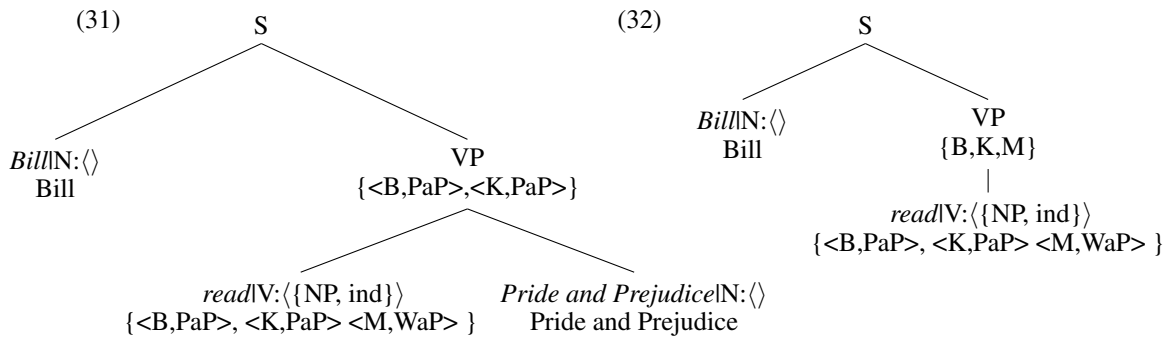 (31)
S
Bill|N:⟨⟩
Bill
VP
{<B,PaP>,<K,PaP>}
read|V:⟨{NP, ind}⟩
{<B,PaP>, <K,PaP> <M,WaP> }
Pride and Prejudice|N:⟨⟩
Pride and Prejudice
(32)
S
Bill|N:⟨⟩
Bill
VP
{B,K,M}
read|V:⟨{NP, ind}⟩
{<B,PaP>, <K,PaP> <M,WaP> }